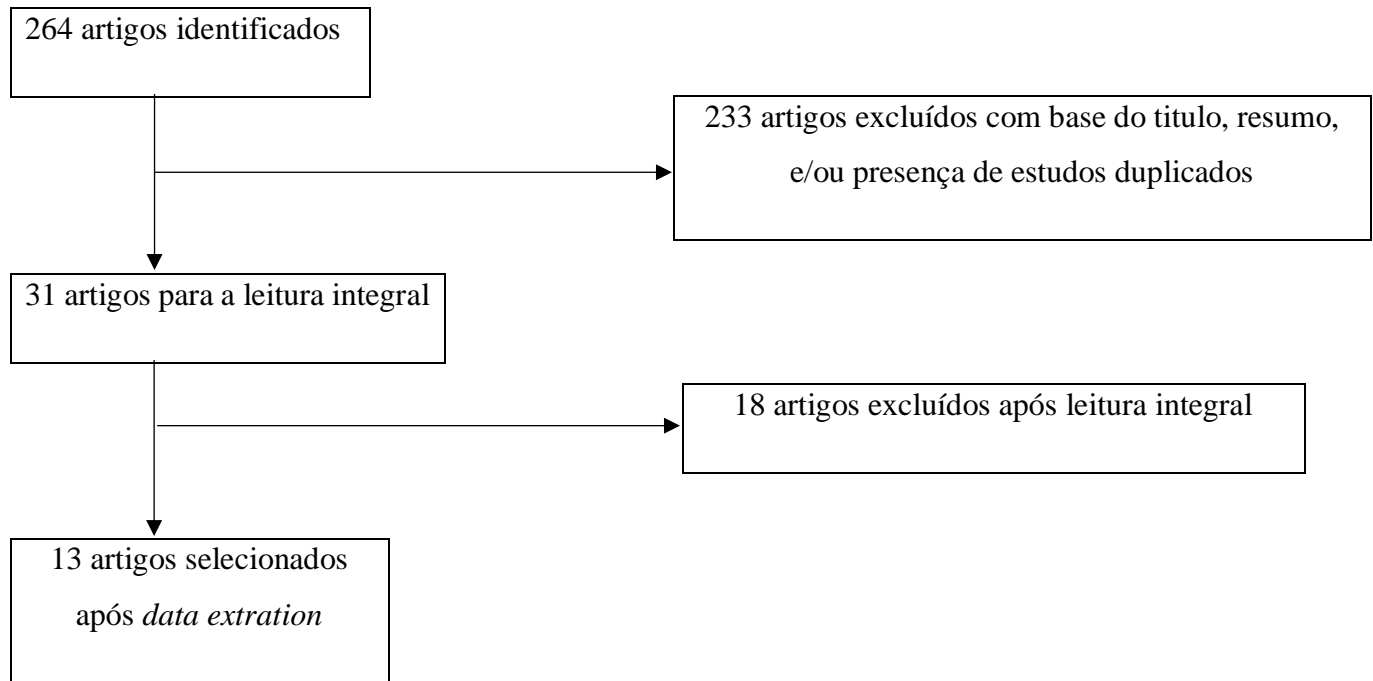 264 artigos identificados
233 artigos excluídos com base do titulo, resumo,
e/ou presença de estudos duplicados
31 artigos para a leitura integral
18 artigos excluídos após leitura integral
13 artigos selecionados
após data extration